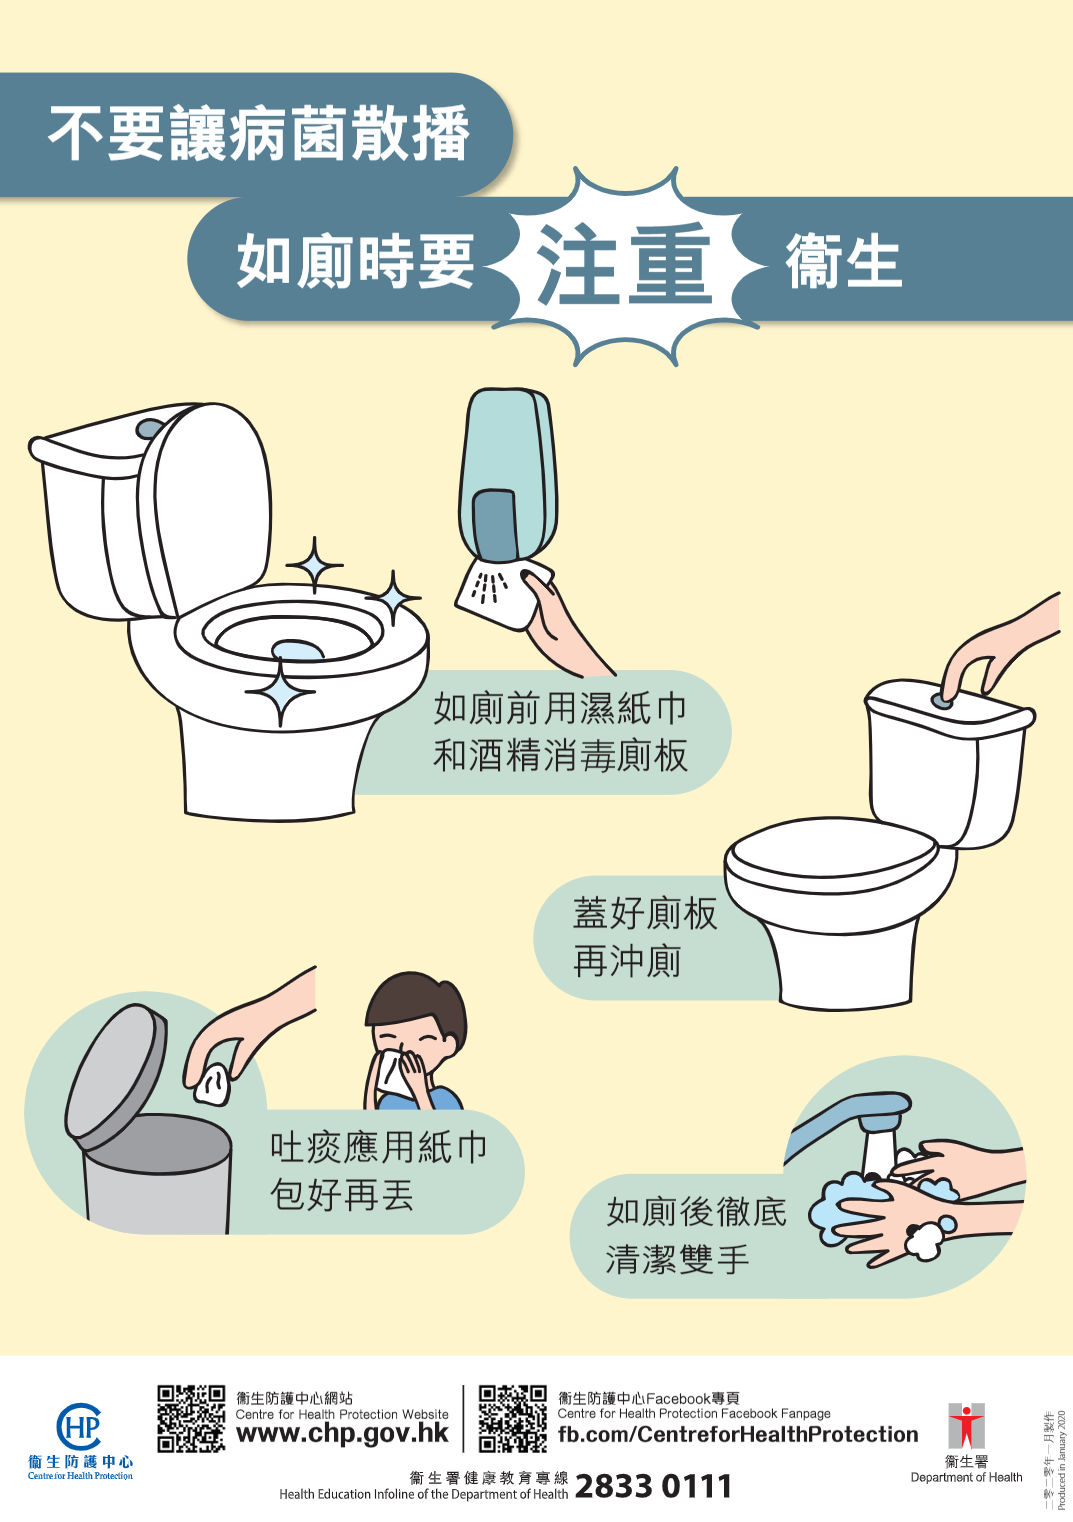 不要讓病菌散播
如廁時要注重衞生
如廁前用濕紙巾
和酒精消毒廁板
蓋好廁板
再沖廁
吐痰應用紙巾
包好再丟
如廁後徹底
清潔雙手
CHP
衞生防護中心
Centre for Health Protection
衞生防護中心網站
Centre for Health Protection Website
www.chp.gov.hk
衞生防護中心Facebook專頁
Centre for Health Protection Facebook Fanpage
fb.com/CentreforHealthProtection
衞生署健康教育專線
Health Education Infoline of the Department of Health 2833 0111
衞生署
Department of Health
二零二零年一月製作
Produced in January 2020